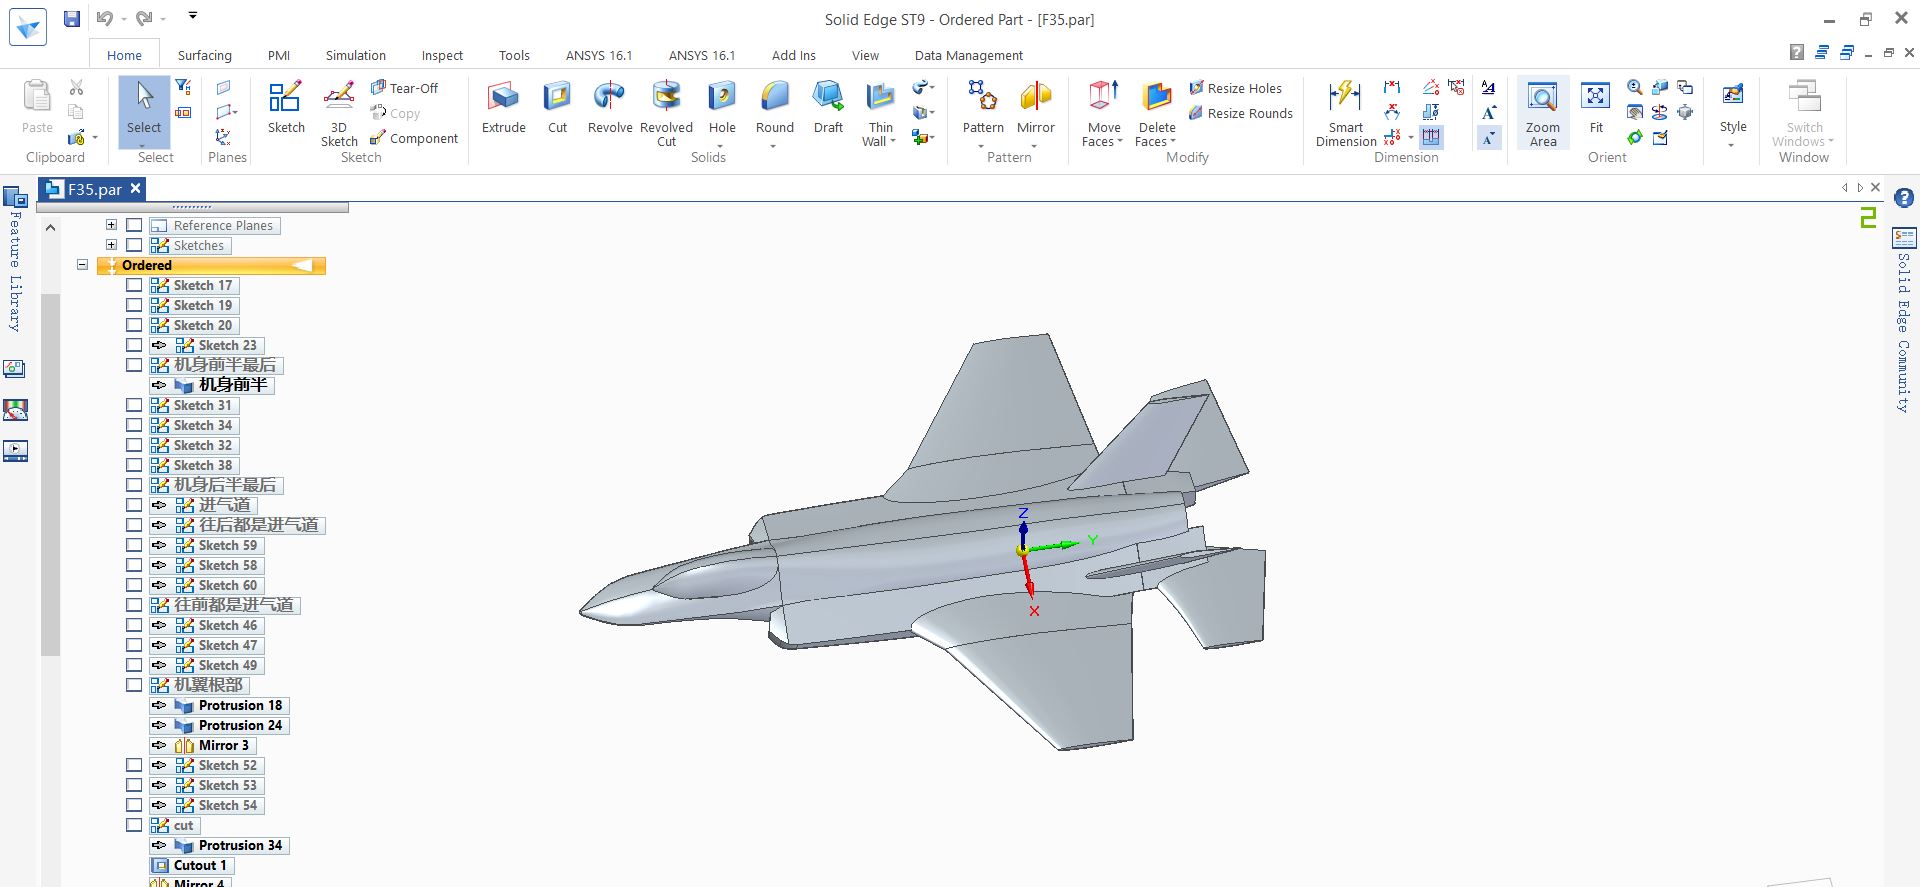 Solid Edge ST9 - Ordered Part - [F35.par]
Home Surfacing PMI Simulation Inspect Tools ANSYS 16.1 ANSYS 16.1 Add Ins View Data Management
Paste
Clipboard
Select
Select
Planes
Sketch
3D Sketch
Tear-Off
Copy
Component
Sketch
Extrude
Cut
Revolve
Revolved Cut
Hole
Round
Draft
Thin Wall
Solids
Pattern
Mirror
Pattern
Move Faces
Delete Faces
Resize Holes
Resize Rounds
Modify
Smart Dimension
Dimension
Zoom Area
Fit
Orient
Style
Switch Windows
Window
F35.par
Feature Library
Reference Planes
Sketches
Ordered
Sketch 17
Sketch 19
Sketch 20
Sketch 23
机身前半最后
机身前半
Sketch 31
Sketch 34
Sketch 32
Sketch 38
机身后半最后
进气道
往后都是进气道
Sketch 59
Sketch 58
Sketch 60
往前都是进气道
Sketch 46
Sketch 47
Sketch 49
机翼根部
Protrusion 18
Protrusion 24
Mirror 3
Sketch 52
Sketch 53
Sketch 54
cut
Protrusion 34
Cutout 1
Mirror 4
Z
Y
X
2
Solid Edge Community